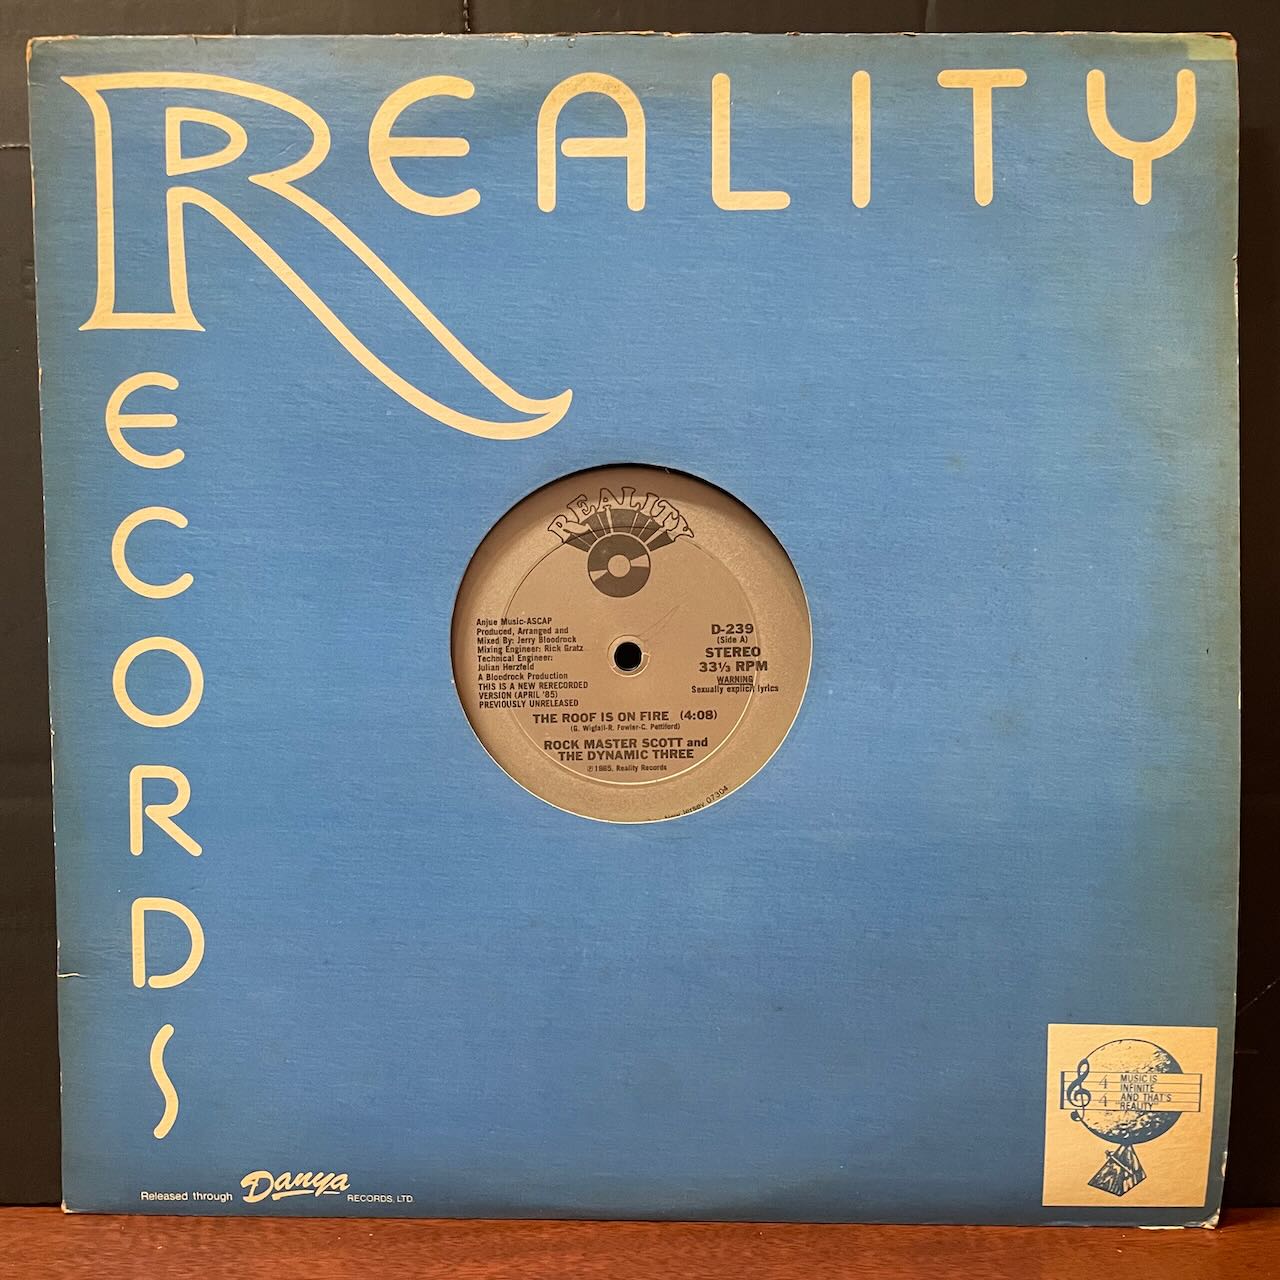 REALITY
RECORDS
REALITY
Anjue Music-ASCAP
Produced, Arranged and
Mixed By: Jerry Bloodrock
Mixing Engineer: Rick Gratz
Technical Engineer:
Julian Herzfeld
A Bloodrock Production
THIS IS A NEW RERECORDED
VERSION (APRIL '85)
PREVIOUSLY UNRELEASED
D-239
(Side A)
STEREO
33⅓ RPM
WARNING
Sexually explicit lyrics
THE ROOF IS ON FIRE (4:08)
(G. Wigfall-R. Fowler-C. Pettiford)
ROCK MASTER SCOTT and
THE DYNAMIC THREE
℗1985, Reality Records
New Jersey 07304
4/4
MUSIC IS
INFINITE
AND THAT'S
"REALITY"
Released through Danya RECORDS, LTD.